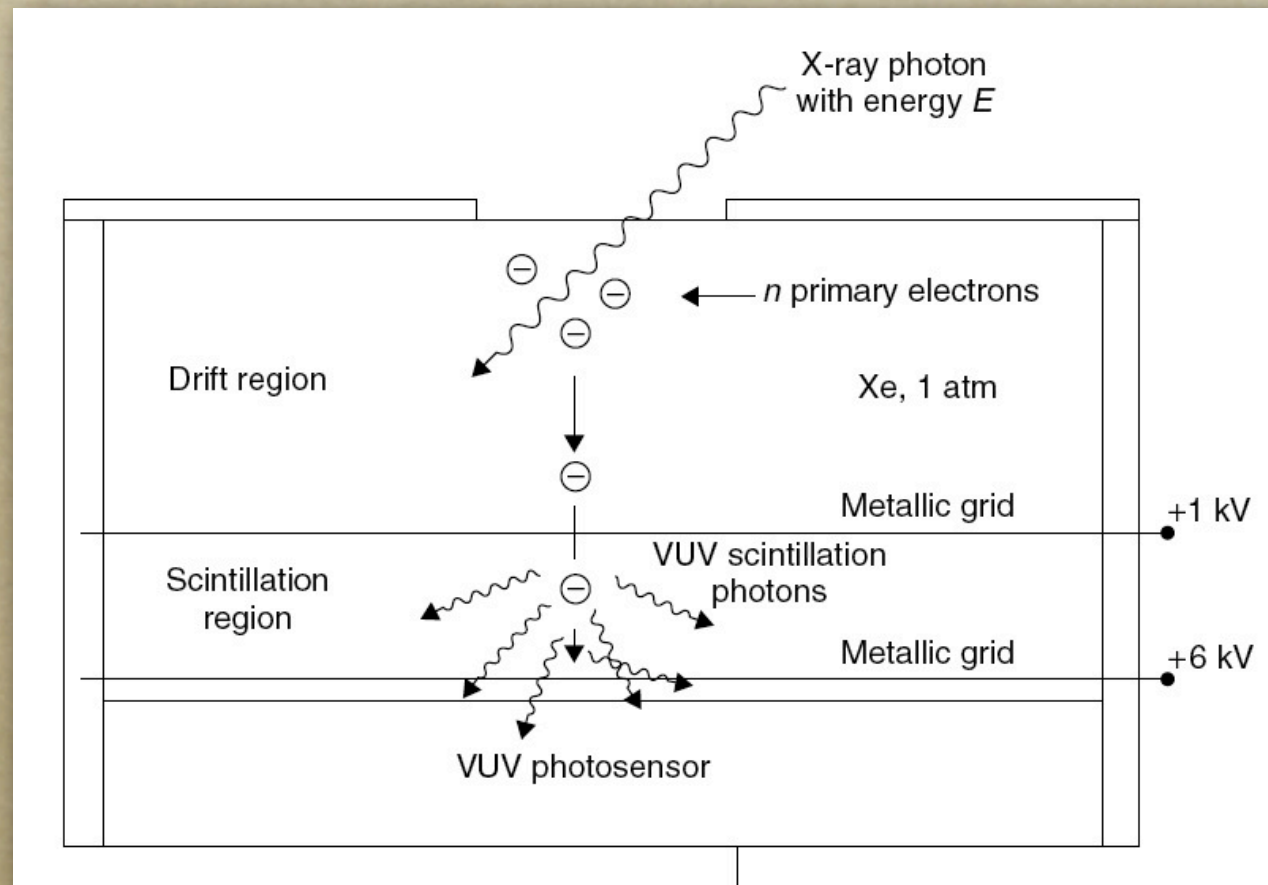 X-ray photon
with energy E
n primary electrons
Drift region
Xe, 1 atm
Metallic grid
+1 kV
Scintillation
region
VUV scintillation
photons
Metallic grid
+6 kV
VUV photosensor